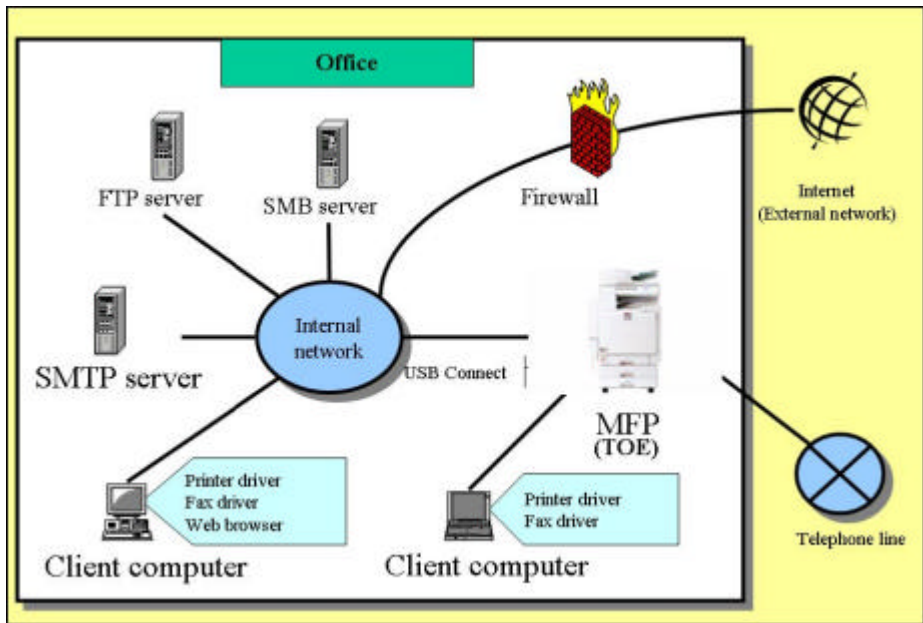 Office
FTP server
SMB server
Firewall
Internet
(External network)
Internal
network
SMTP server
USB Connect
MFP
(TOE)
Printer driver
Fax driver
Web browser
Client computer
Printer driver
Fax driver
Client computer
Telephone line